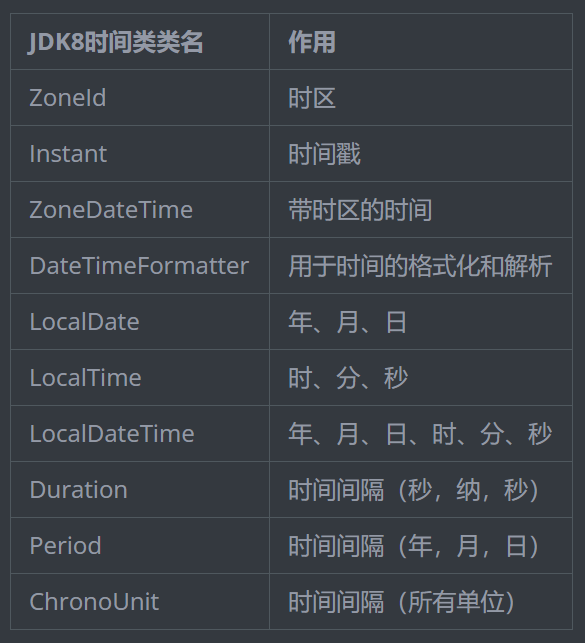 JDK8时间类类名 作用
ZoneId 时区
Instant 时间戳
ZoneDateTime 带时区的时间
DateTimeFormatter 用于时间的格式化和解析
LocalDate 年、月、日
LocalTime 时、分、秒
LocalDateTime 年、月、日、时、分、秒
Duration 时间间隔（秒，纳，秒）
Period 时间间隔（年，月，日）
ChronoUnit 时间间隔（所有单位）